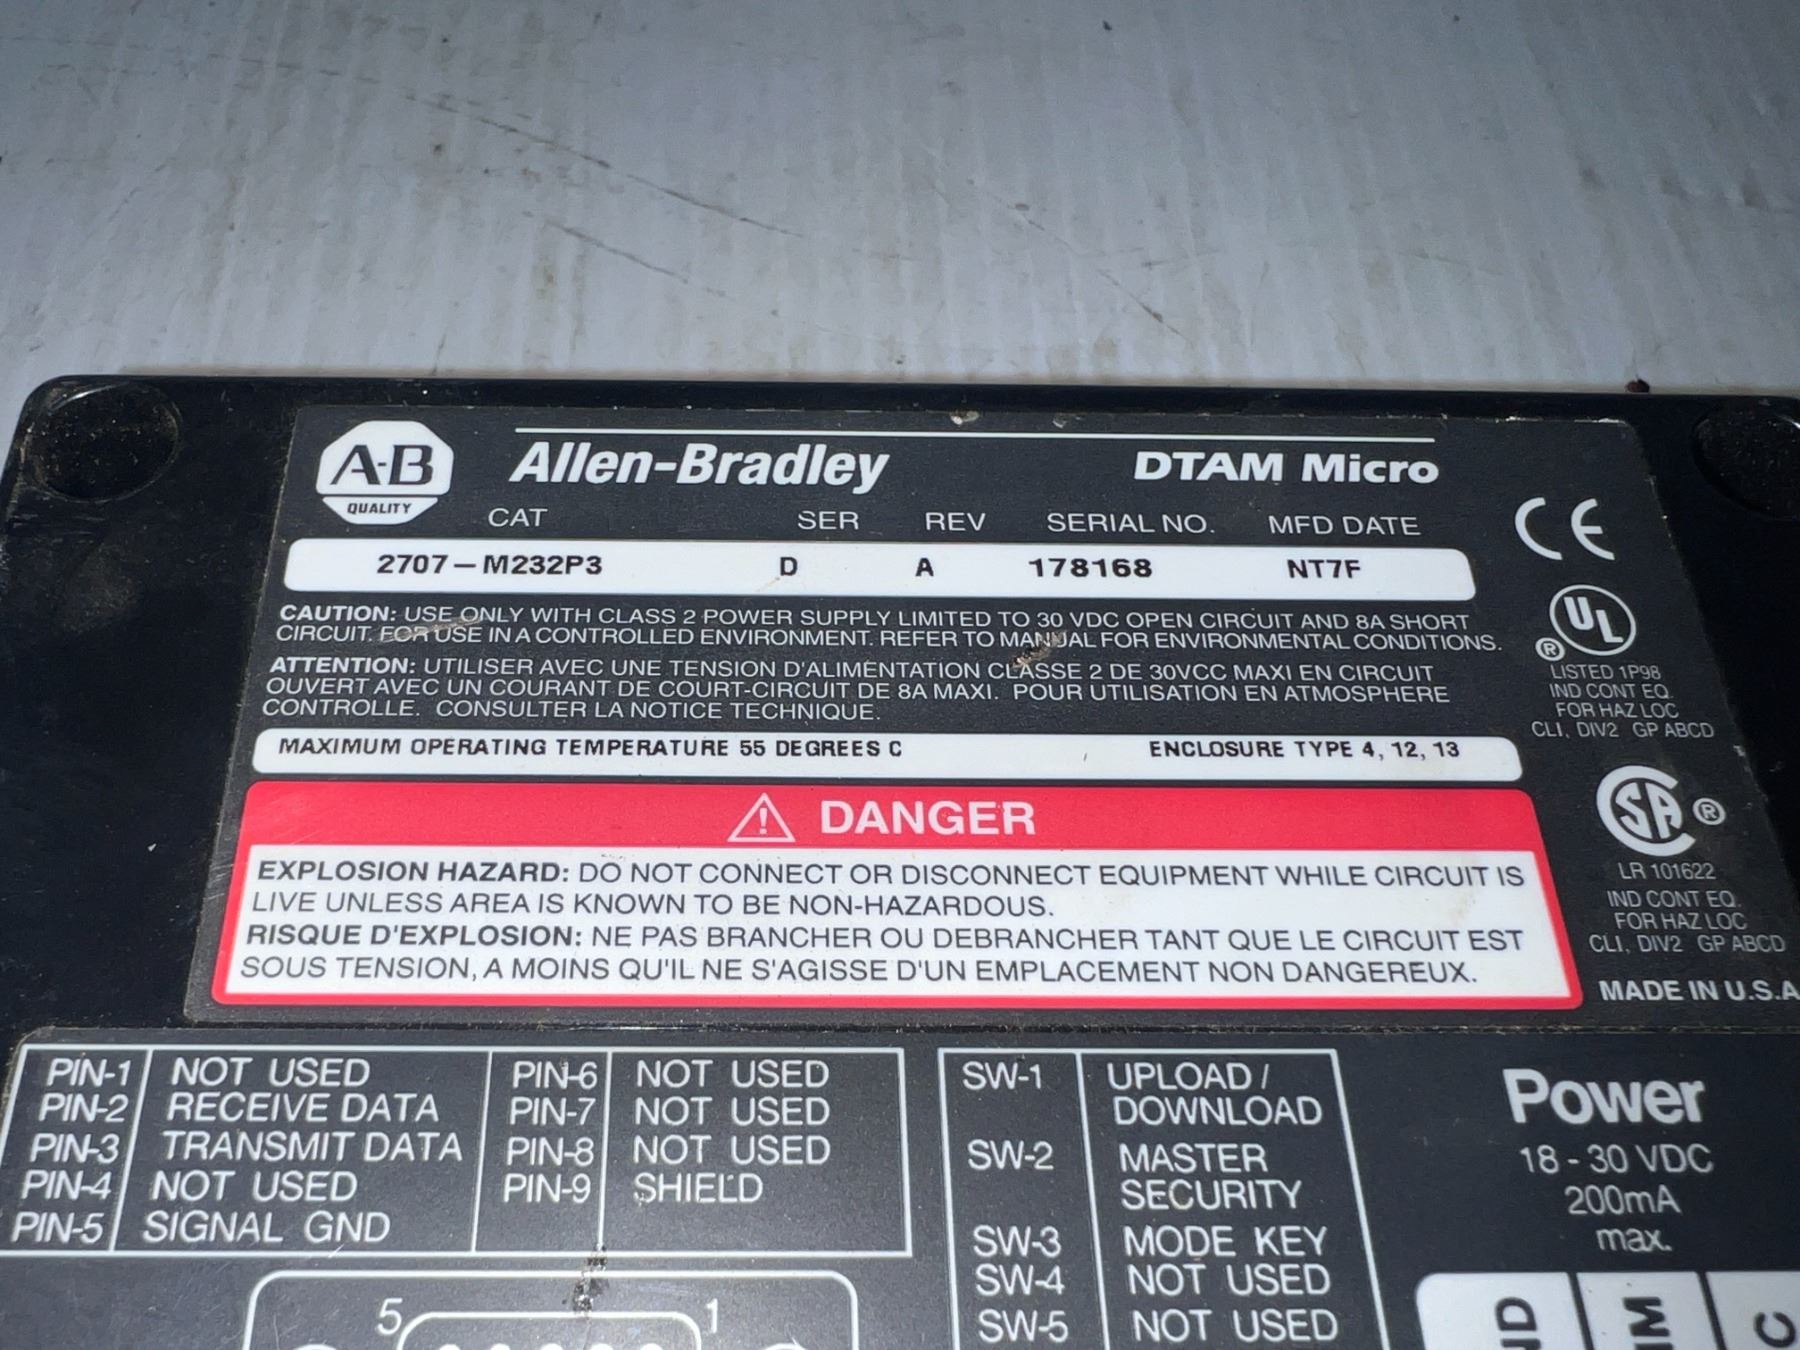 A-B
QUALITY
Allen-Bradley
DTAM Micro
CAT SER REV SERIAL NO. MFD DATE
2707-M232P3 D A 178168 NT7F
CAUTION: USE ONLY WITH CLASS 2 POWER SUPPLY LIMITED TO 30 VDC OPEN CIRCUIT AND 8A SHORT
CIRCUIT. FOR USE IN A CONTROLLED ENVIRONMENT. REFER TO MANUAL FOR ENVIRONMENTAL CONDITIONS.
ATTENTION: UTILISER AVEC UNE TENSION D'ALIMENTATION CLASSE 2 DE 30VCC MAXI EN CIRCUIT
OUVERT AVEC UN COURANT DE COURT-CIRCUIT DE 8A MAXI. POUR UTILISATION EN ATMOSPHERE
CONTROLLE. CONSULTER LA NOTICE TECHNIQUE.
MAXIMUM OPERATING TEMPERATURE 55 DEGREES C ENCLOSURE TYPE 4, 12, 13
CE
UL ®
LISTED 1P98
IND CONT EQ.
FOR HAZ LOC
CLI, DIV2 GP ABCD
SA ®
LR 101622
IND CONT EQ.
FOR HAZ LOC
CLI, DIV2 GP ABCD
MADE IN U.S.A
⚠ DANGER
EXPLOSION HAZARD: DO NOT CONNECT OR DISCONNECT EQUIPMENT WHILE CIRCUIT IS
LIVE UNLESS AREA IS KNOWN TO BE NON-HAZARDOUS.
RISQUE D'EXPLOSION: NE PAS BRANCHER OU DEBRANCHER TANT QUE LE CIRCUIT EST
SOUS TENSION, A MOINS QU'IL NE S'AGISSE D'UN EMPLACEMENT NON DANGEREUX.
PIN-1 NOT USED
PIN-2 RECEIVE DATA
PIN-3 TRANSMIT DATA
PIN-4 NOT USED
PIN-5 SIGNAL GND
PIN-6 NOT USED
PIN-7 NOT USED
PIN-8 NOT USED
PIN-9 SHIELD
5 1
SW-1 UPLOAD /
DOWNLOAD
SW-2 MASTER
SECURITY
SW-3 MODE KEY
SW-4 NOT USED
SW-5 NOT USED
Power
18 - 30 VDC
200mA
max.